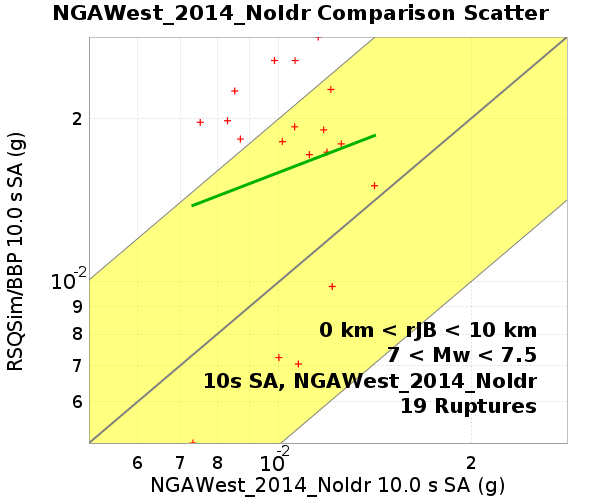 NGAWest_2014_NoIdr Comparison Scatter
RSQSim/BBP 10.0 s SA (g)
2
10-2
9
8
7
6
0 km < rJB < 10 km
7 < Mw < 7.5
10s SA, NGAWest_2014_NoIdr
19 Ruptures
6 7 8 10-2 2
NGAWest_2014_NoIdr 10.0 s SA (g)